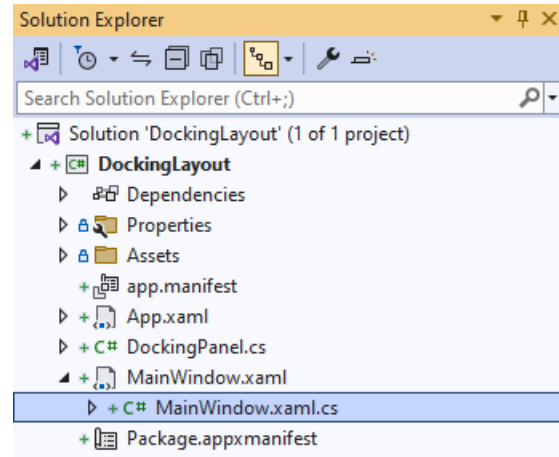 Solution Explorer
Search Solution Explorer (Ctrl+;)
Solution 'DockingLayout' (1 of 1 project)
C# DockingLayout
Dependencies
Properties
Assets
app.manifest
App.xaml
C# DockingPanel.cs
MainWindow.xaml
C# MainWindow.xaml.cs
Package.appxmanifest